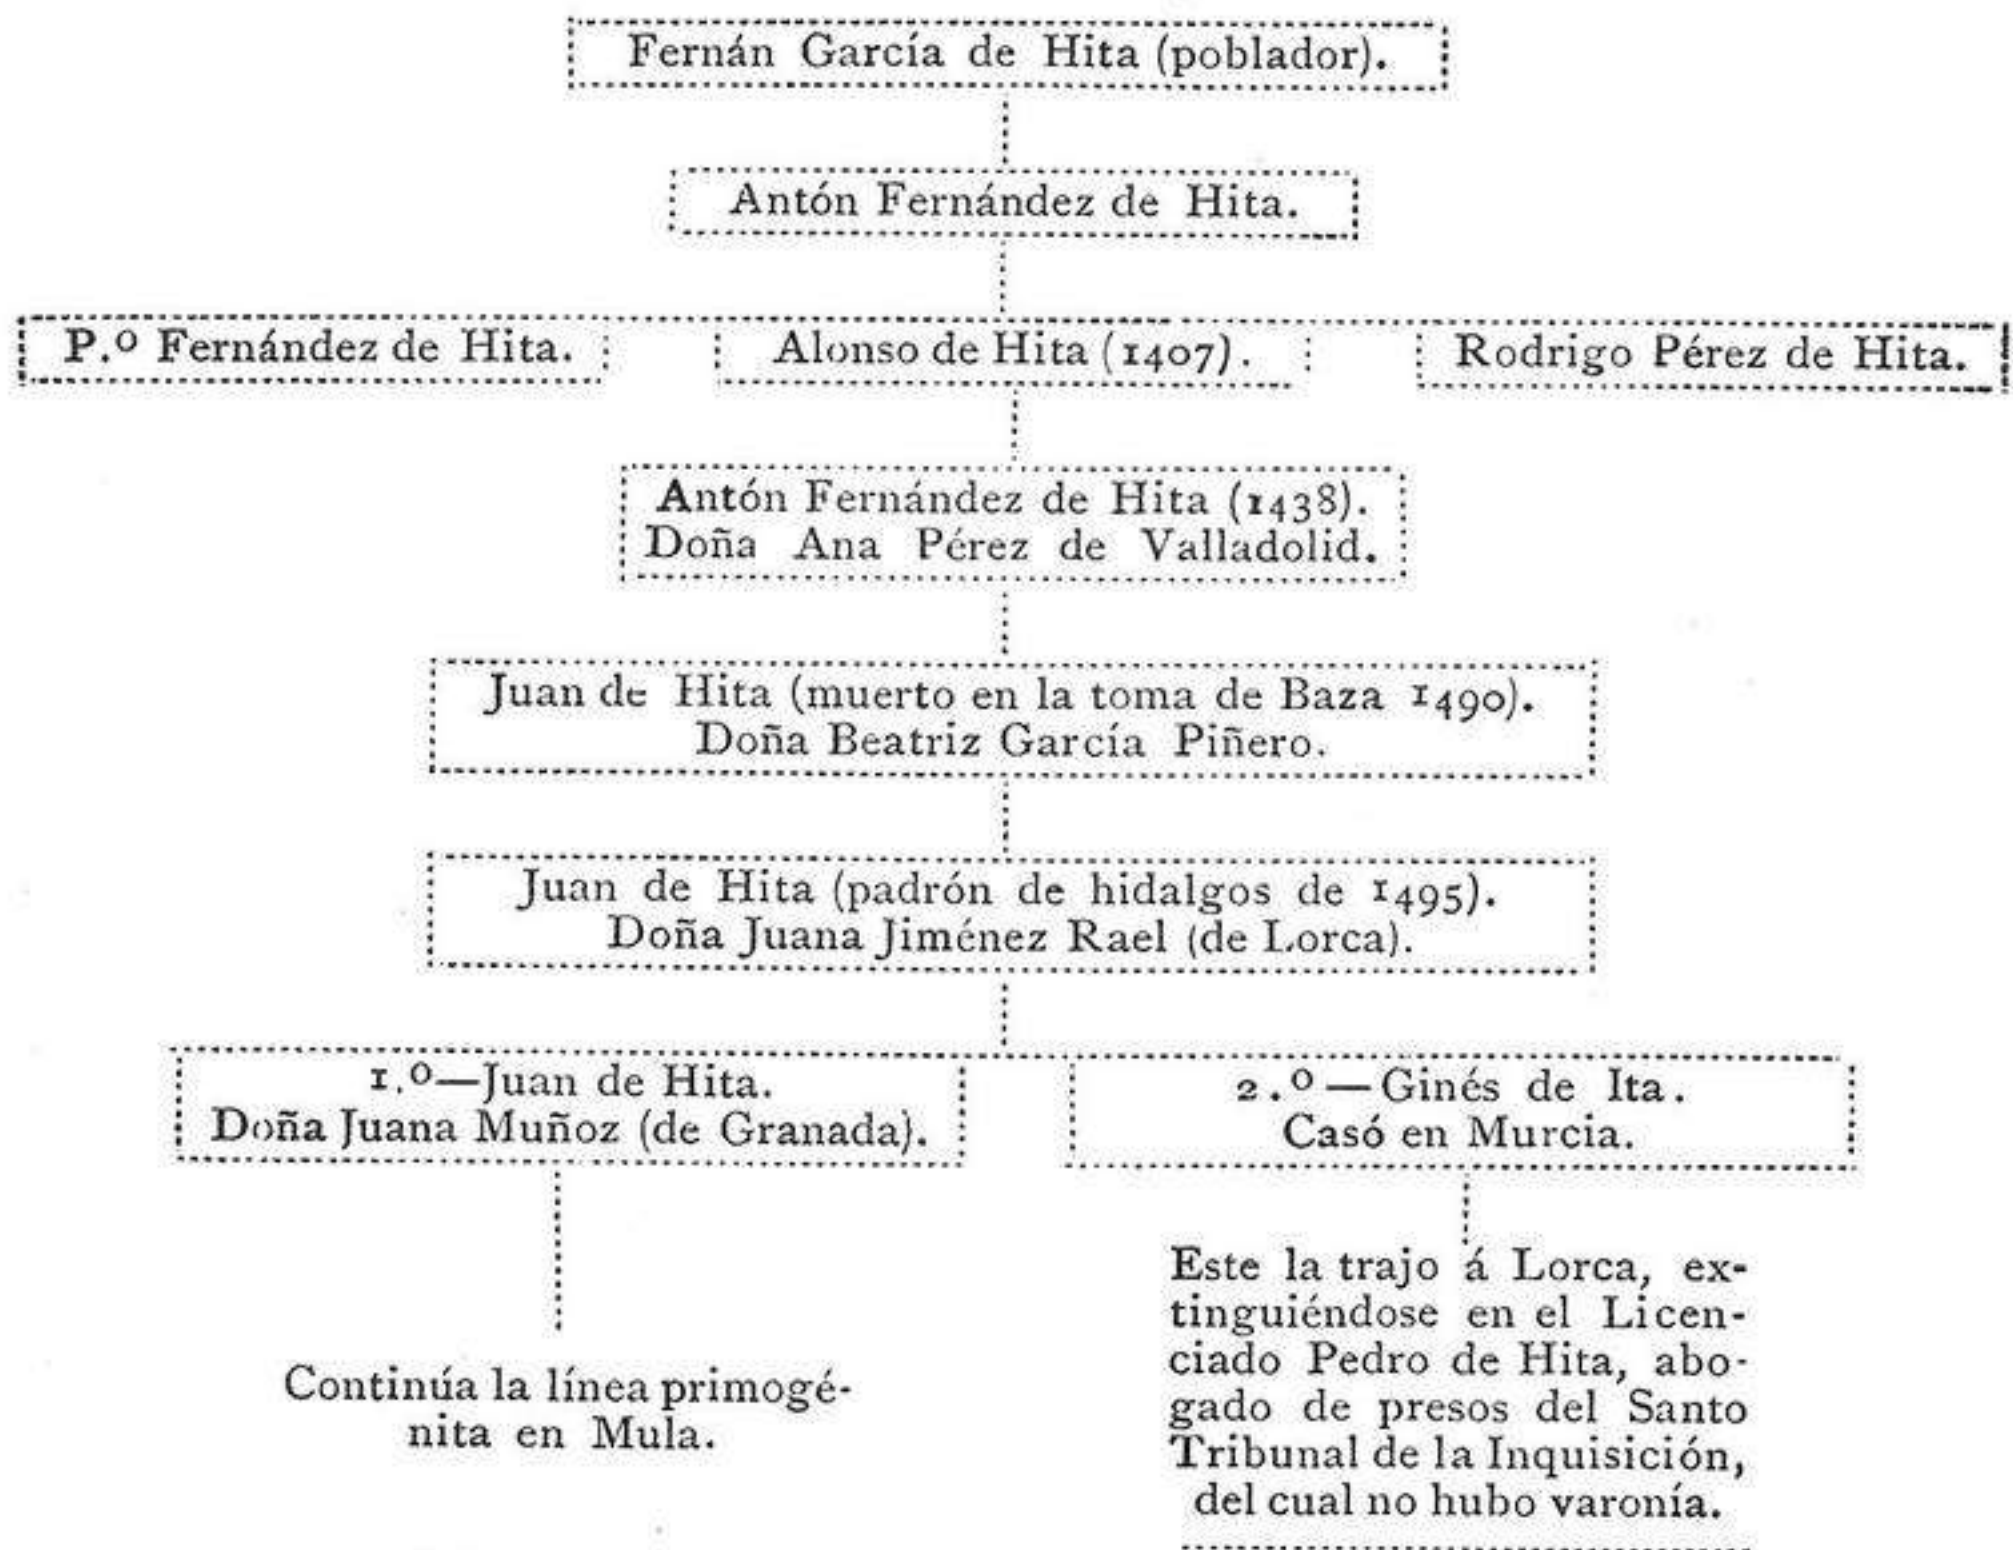 Fernán García de Hita (poblador).
Antón Fernández de Hita.
P.º Fernández de Hita.
Alonso de Hita (1407).
Rodrigo Pérez de Hita.
Antón Fernández de Hita (1438).
Doña Ana Pérez de Valladolid.
Juan de Hita (muerto en la toma de Baza 1490).
Doña Beatriz García Piñero.
Juan de Hita (padrón de hidalgos de 1495).
Doña Juana Jiménez Rael (de Lorca).
1.º—Juan de Hita.
Doña Juana Muñoz (de Granada).
2.º—Ginés de Ita.
Casó en Murcia.
Continúa la línea primogé-
nita en Mula.
Este la trajo á Lorca, ex-
tinguiéndose en el Licen-
ciado Pedro de Hita, abo-
gado de presos del Santo
Tribunal de la Inquisición,
del cual no hubo varonía.